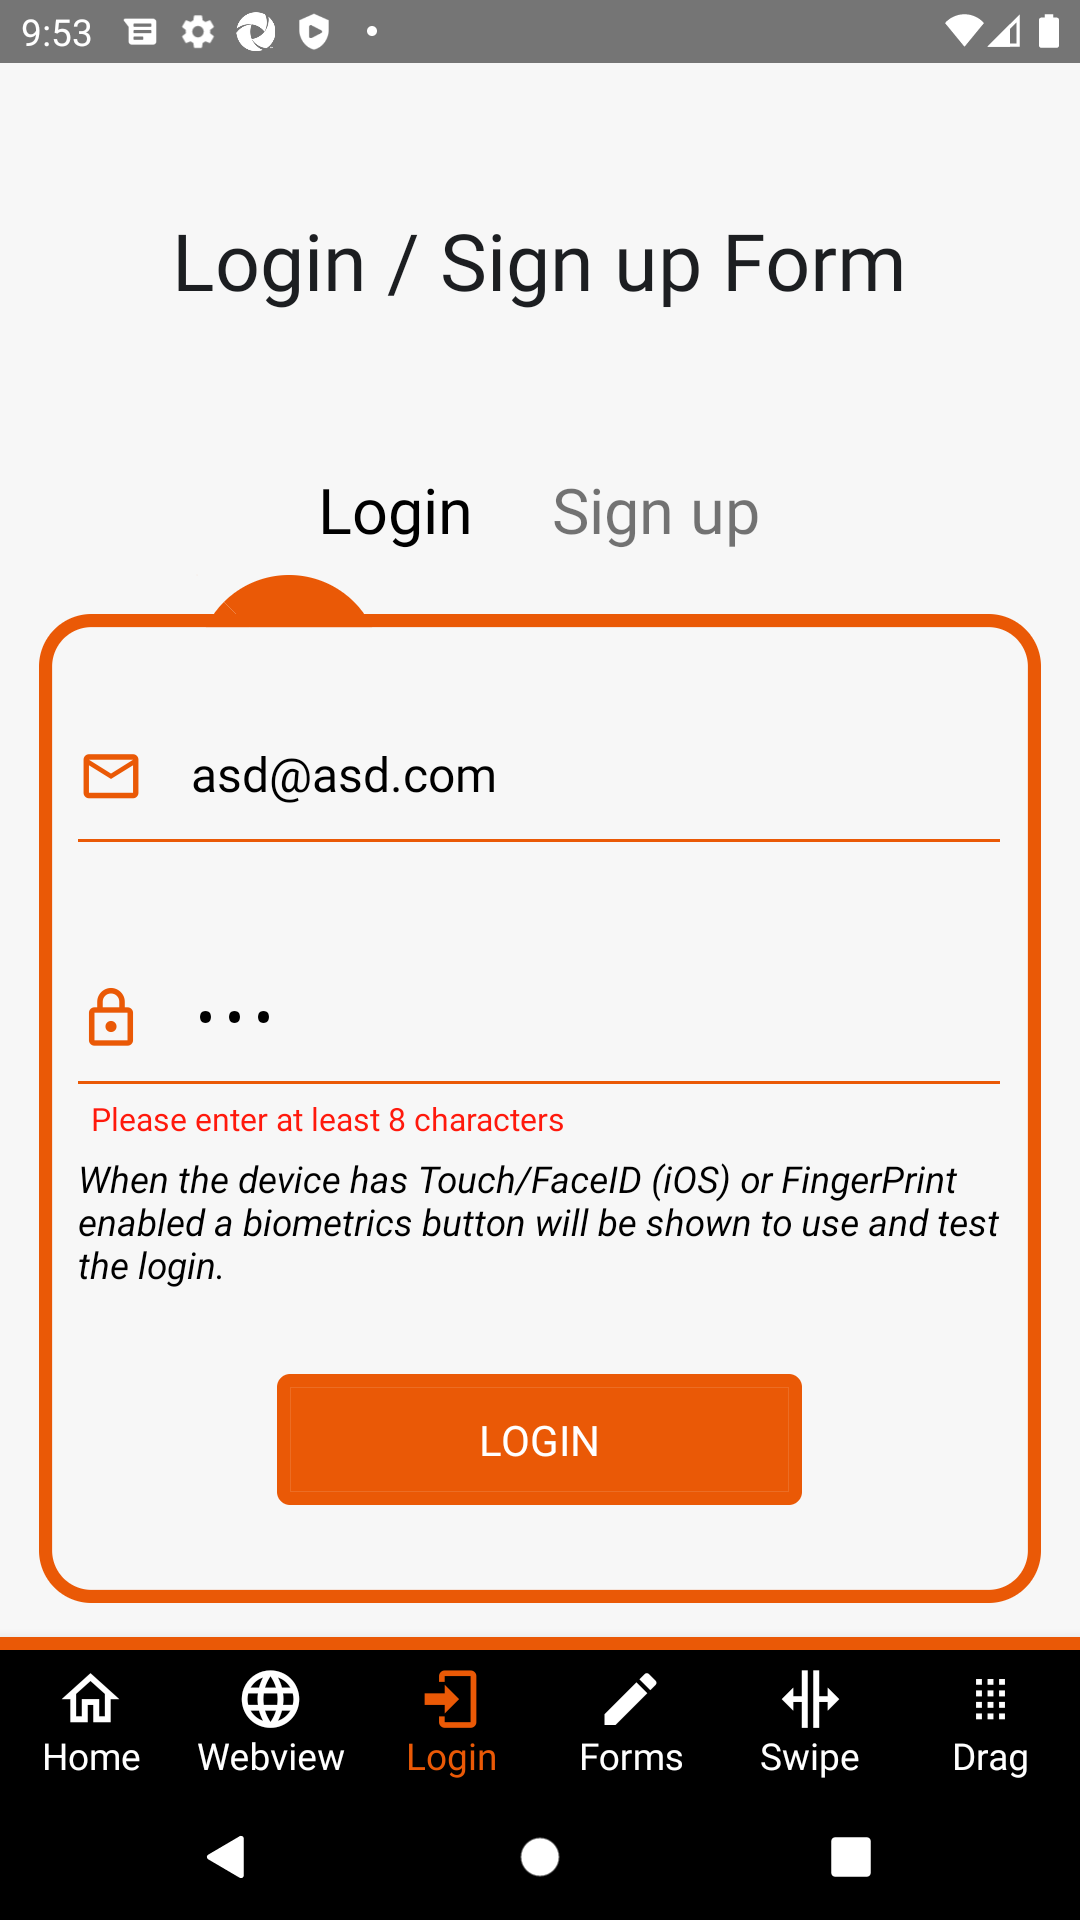 9:53
Login / Sign up Form
Login Sign up
asd@asd.com
•••
Please enter at least 8 characters
When the device has Touch/FaceID (iOS) or FingerPrint
enabled a biometrics button will be shown to use and test
the login.
LOGIN
Home Webview Login Forms Swipe Drag